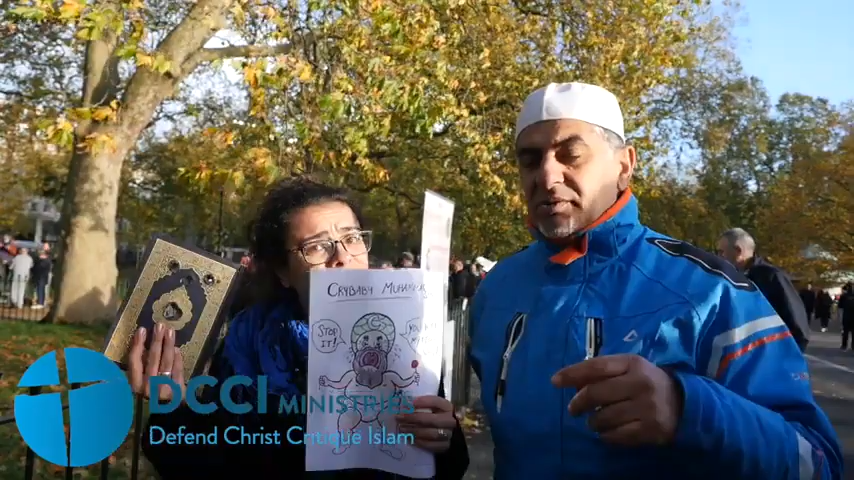 CRYBABY MUHAMMAD
STOP
IT!
DCCI MINISTRIES
Defend Christ Critique Islam